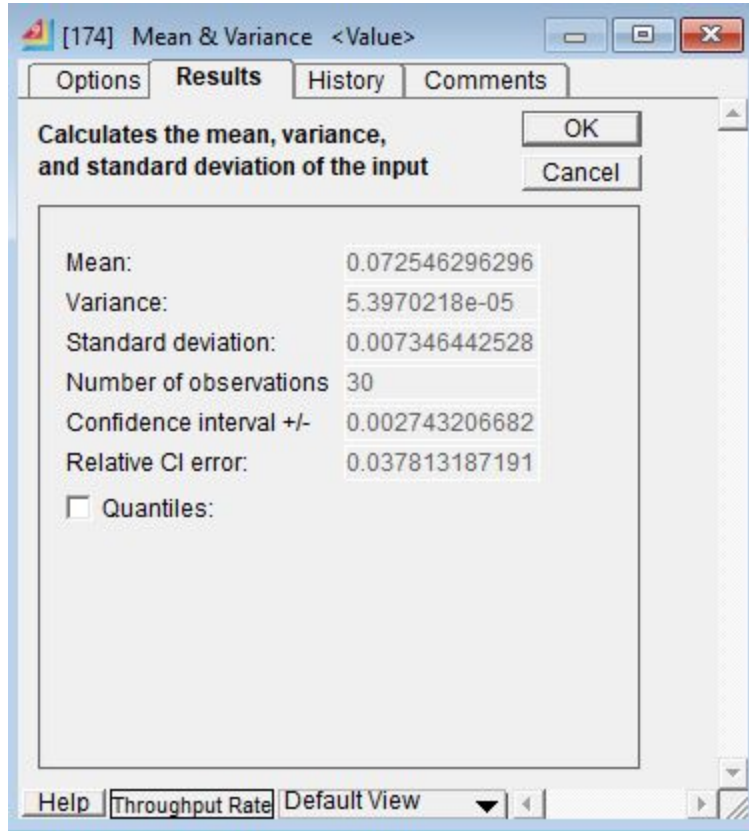 [174] Mean & Variance <Value>
Options Results History Comments
Calculates the mean, variance,
and standard deviation of the input
OK
Cancel
Mean: 0.072546296296
Variance: 5.3970218e-05
Standard deviation: 0.007346442528
Number of observations 30
Confidence interval +/- 0.002743206682
Relative CI error: 0.037813187191
Quantiles:
Help Throughput Rate Default View